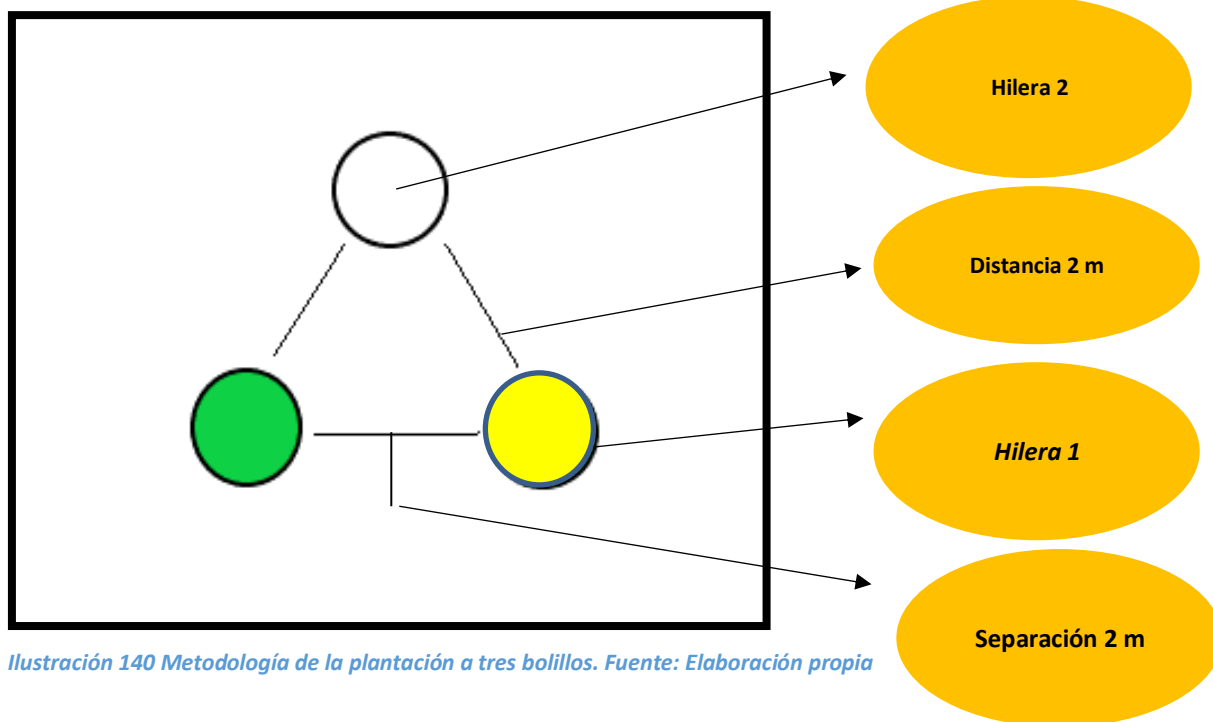 Hilera 2
Distancia 2 m
Hilera 1
Separación 2 m
Ilustración 140 Metodología de la plantación a tres bolillos. Fuente: Elaboración propia